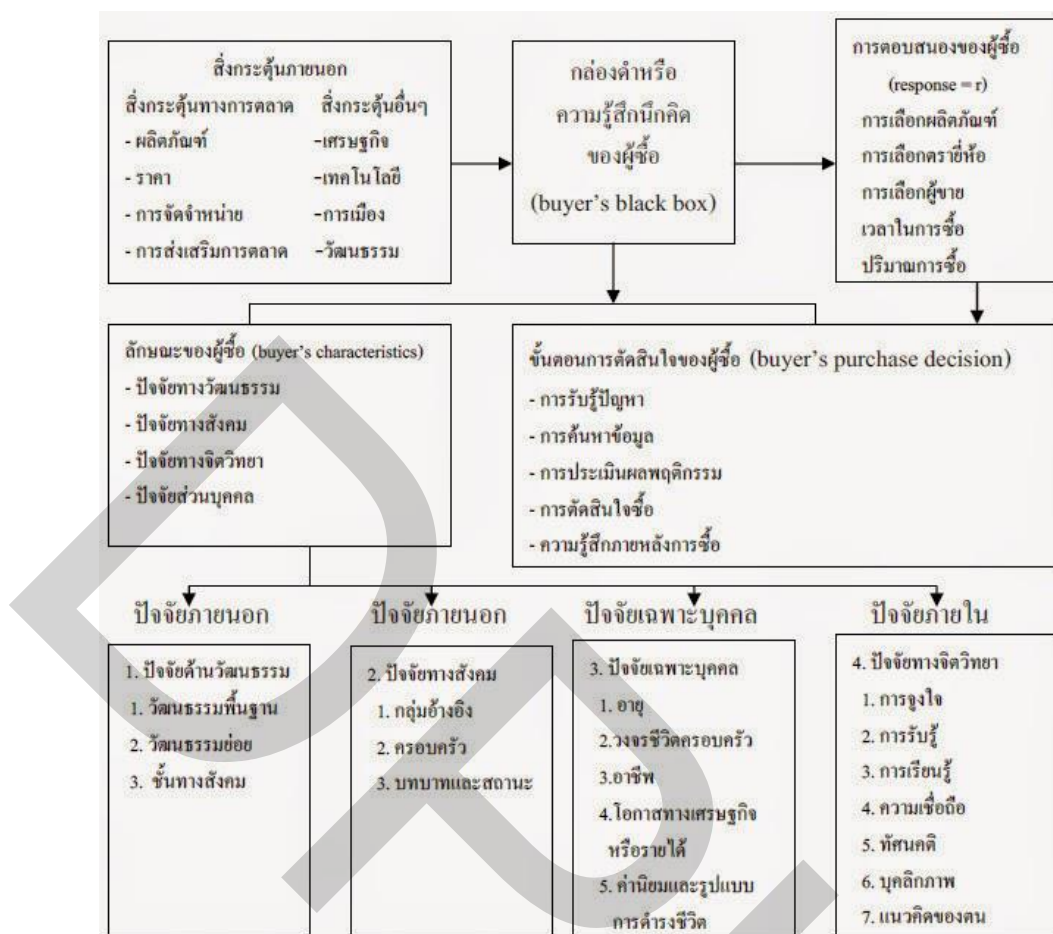 สิ่งกระตุ้นภายนอก
สิ่งกระตุ้นทางการตลาด สิ่งกระตุ้นอื่นๆ
- ผลิตภัณฑ์ -เศรษฐกิจ
- ราคา -เทคโนโลยี
- การจัดจำหน่าย -การเมือง
- การส่งเสริมการตลาด -วัฒนธรรม
กล่องดำหรือ
ความรู้สึกนึกคิด
ของผู้ซื้อ
(buyer's black box)
การตอบสนองของผู้ซื้อ
(response = r)
การเลือกผลิตภัณฑ์
การเลือกตรายี่ห้อ
การเลือกผู้ขาย
เวลาในการซื้อ
ปริมาณการซื้อ
ลักษณะของผู้ซื้อ (buyer's characteristics)
- ปัจจัยทางวัฒนธรรม
- ปัจจัยทางสังคม
- ปัจจัยทางจิตวิทยา
- ปัจจัยส่วนบุคคล
ขั้นตอนการตัดสินใจของผู้ซื้อ (buyer's purchase decision)
- การรับรู้ปัญหา
- การค้นหาข้อมูล
- การประเมินผลพฤติกรรม
- การตัดสินใจซื้อ
- ความรู้สึกภายหลังการซื้อ
ปัจจัยภายนอก
1. ปัจจัยด้านวัฒนธรรม
1. วัฒนธรรมพื้นฐาน
2. วัฒนธรรมย่อย
3. ชั้นทางสังคม
ปัจจัยภายนอก
2. ปัจจัยทางสังคม
1. กลุ่มอ้างอิง
2. ครอบครัว
3. บทบาทและสถานะ
ปัจจัยเฉพาะบุคคล
3. ปัจจัยเฉพาะบุคคล
1. อายุ
2.วงจรชีวิตครอบครัว
3.อาชีพ
4.โอกาสทางเศรษฐกิจ
หรือรายได้
5. ค่านิยมและรูปแบบ
การดำรงชีวิต
ปัจจัยภายใน
4. ปัจจัยทางจิตวิทยา
1. การจูงใจ
2. การรับรู้
3. การเรียนรู้
4. ความเชื่อถือ
5. ทัศนคติ
6. บุคลิกภาพ
7. แนวคิดของตน